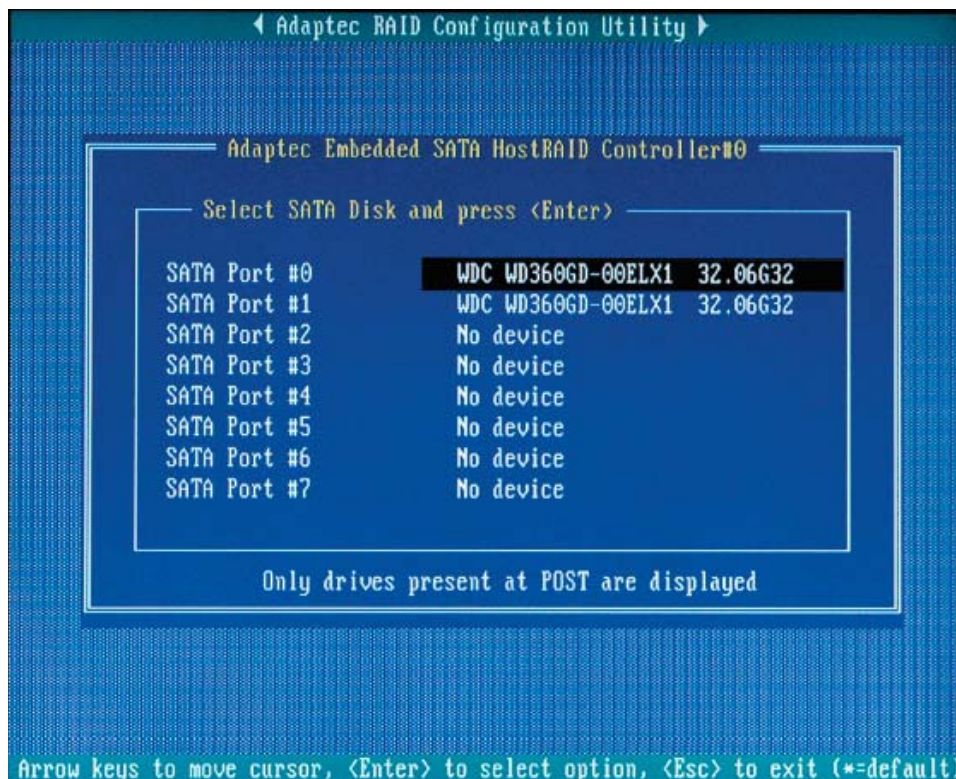 Adaptec RAID Configuration Utility
Adaptec Embedded SATA HostRAID Controller#0
Select SATA Disk and press <Enter>
SATA Port #0 WDC WD360GD-00ELX1 32.06G32
SATA Port #1 WDC WD360GD-00ELX1 32.06G32
SATA Port #2 No device
SATA Port #3 No device
SATA Port #4 No device
SATA Port #5 No device
SATA Port #6 No device
SATA Port #7 No device
Only drives present at POST are displayed
Arrow keys to move cursor, <Enter> to select option, <Esc> to exit (*=default)